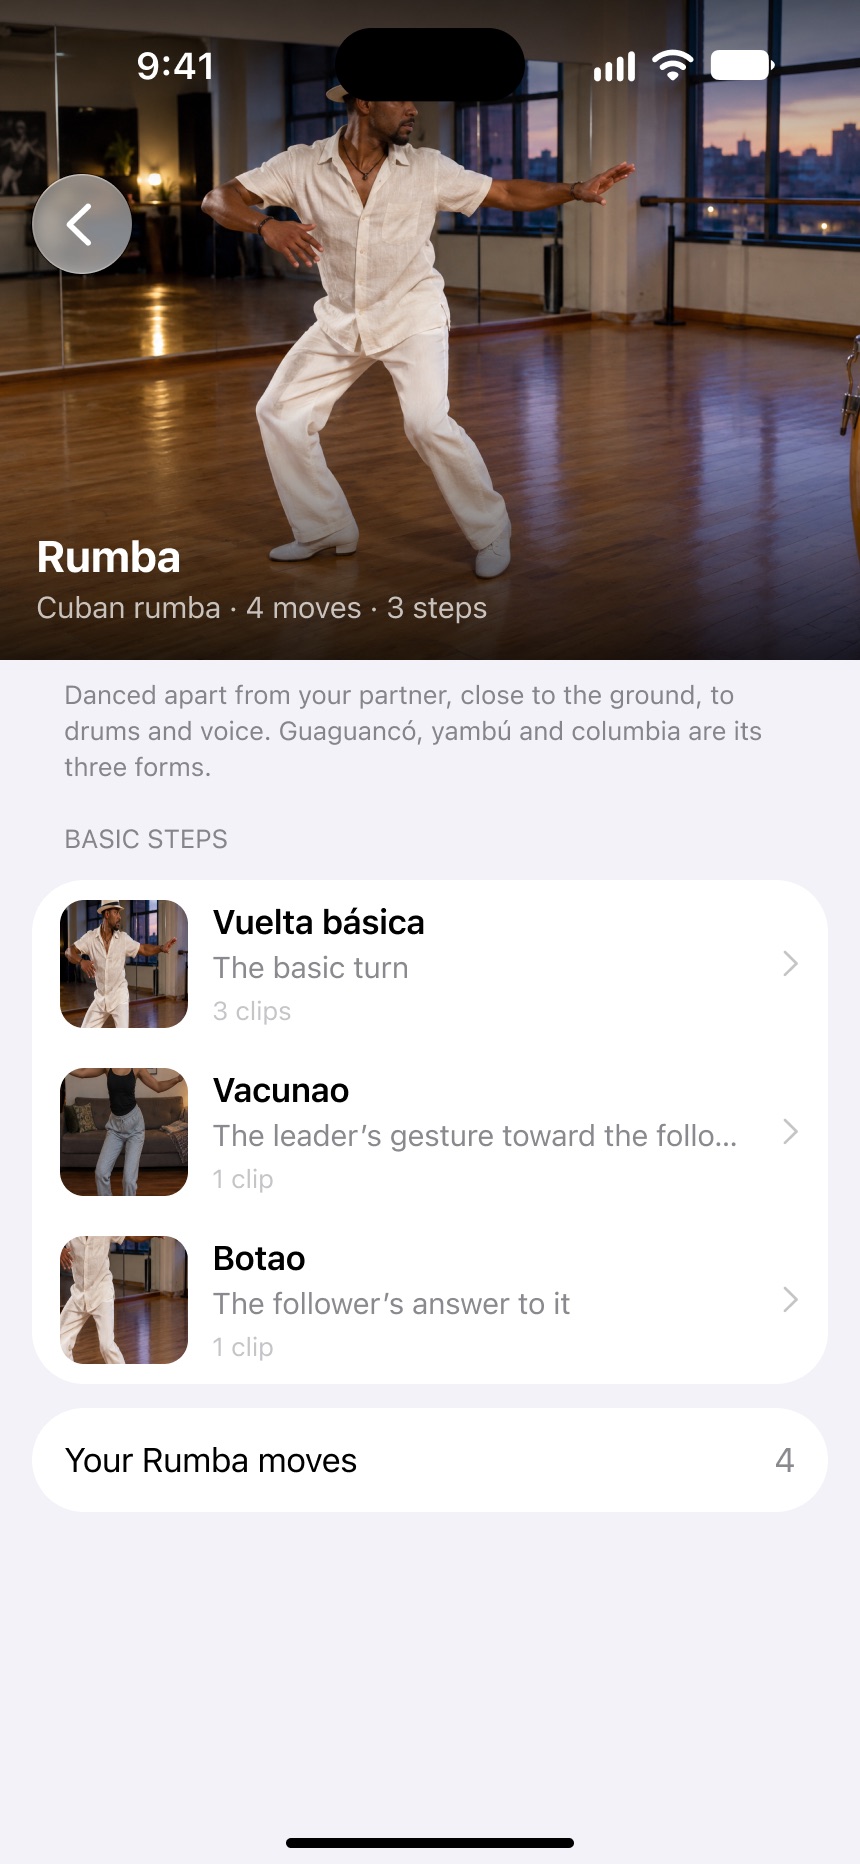 9:41
Rumba
Cuban rumba · 4 moves · 3 steps
Danced apart from your partner, close to the ground, to
drums and voice. Guaguancó, yambú and columbia are its
three forms.
BASIC STEPS
Vuelta básica
The basic turn
3 clips
Vacunao
The leader’s gesture toward the follo...
1 clip
Botao
The follower’s answer to it
1 clip
Your Rumba moves 4